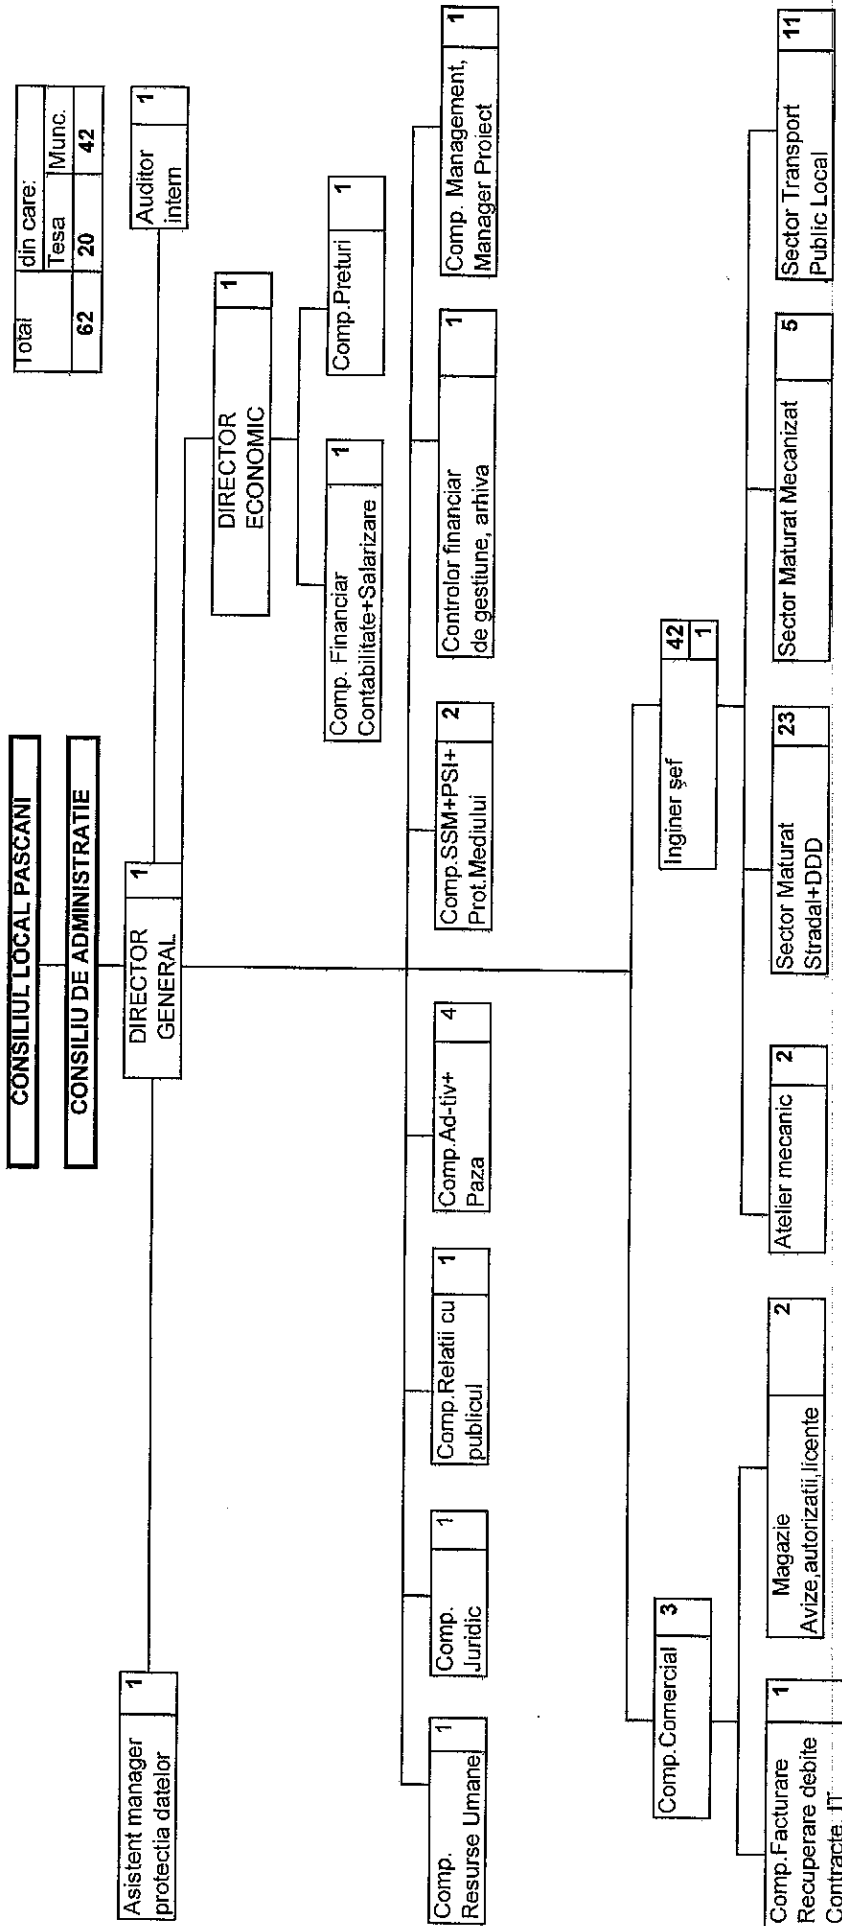 CONSILIUL LOCAL PASCANI
CONSILIU DE ADMINISTRATIE
Total
din care:
Tesa
Munc.
62
20
42
Asistent manager
protectia datelor
1
DIRECTOR
GENERAL
1
Auditor
intern
1
DIRECTOR
ECONOMIC
1
Comp. Financiar
Contabilitate+Salarizare
1
Comp.Preturi
1
Comp.
Resurse Umane
1
Comp.
Juridic
1
Comp.Relatii cu
publicul
1
Comp.Ad-tiv+
Paza
4
Comp.SSM+PSI+
Prot.Mediului
2
Controlor financiar
de gestiune, arhiva
1
Comp. Management,
Manager Proiect
1
Comp.Comercial
3
Inginer şef
42
1
Comp.Facturare
Recuperare debite
Contracte, IT
1
Magazie
Avize,autorizatii,licente
2
Atelier mecanic
2
Sector Maturat
Stradal+DDD
23
Sector Maturat Mecanizat
5
Sector Transport
Public Local
11